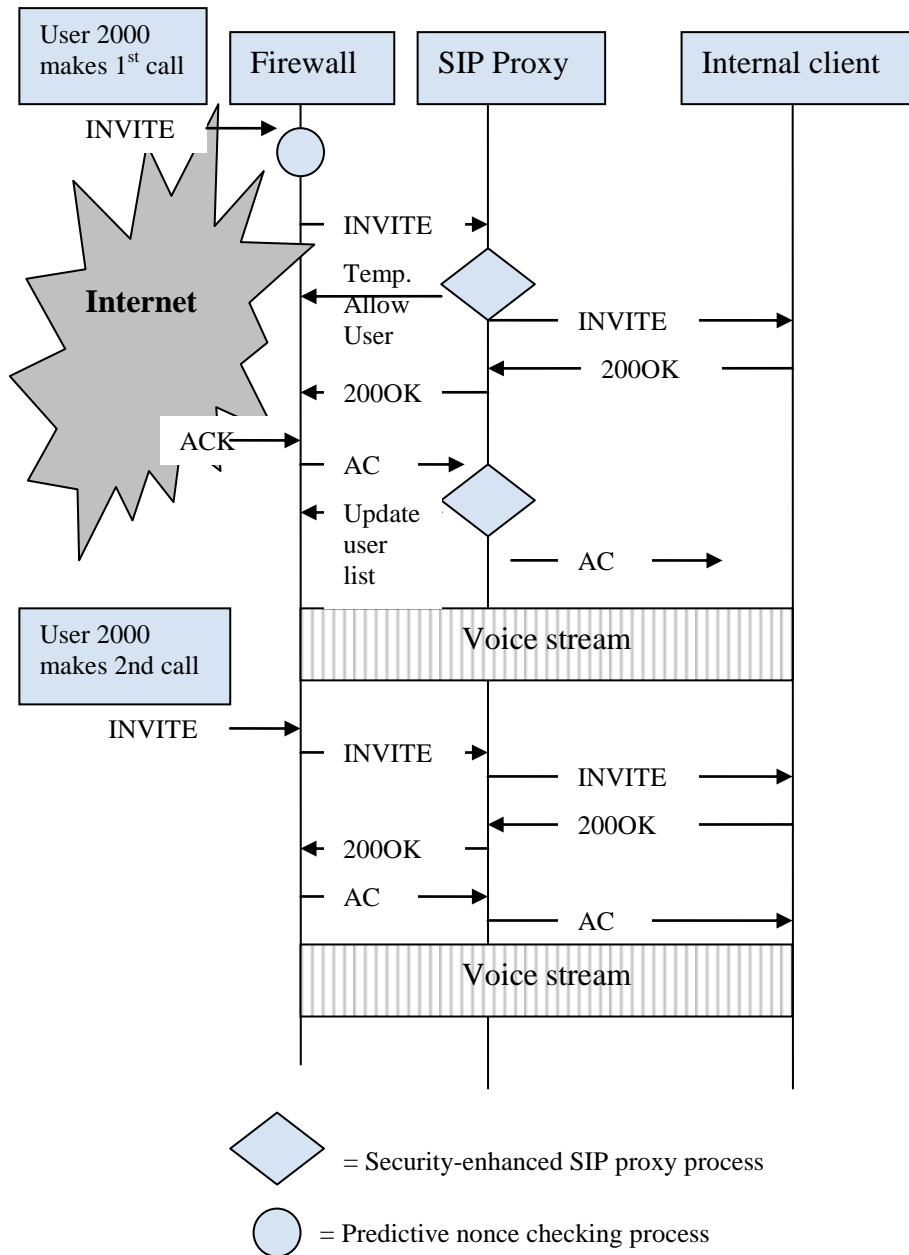 User 2000
makes 1st call
Firewall
SIP Proxy
Internal client
INVITE
INVITE
Temp.
Allow
User
Internet
INVITE
200OK
200OK
ACK
AC
Update
user
list
AC
Voice stream
User 2000
makes 2nd call
INVITE
INVITE
INVITE
200OK
200OK
AC
AC
Voice stream
= Security-enhanced SIP proxy process
= Predictive nonce checking process